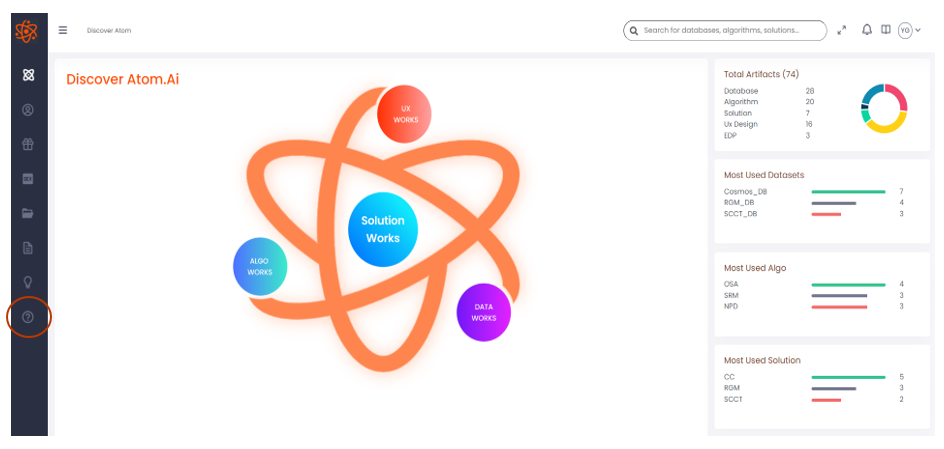 Discover Atom
Search for databases, algorithms, solutions...
YG
Discover Atom.Ai
UX
WORKS
Solution
Works
ALGO
WORKS
DATA
WORKS
Total Artifacts (74)
Database 28
Algorithm 20
Solution 7
Ux Design 16
EDP 3
Most Used Datasets
Cosmos_DB 7
RGM_DB 4
SCCT_DB 3
Most Used Algo
OSA 4
SRM 3
NPD 3
Most Used Solution
CC 5
RGM 3
SCCT 2